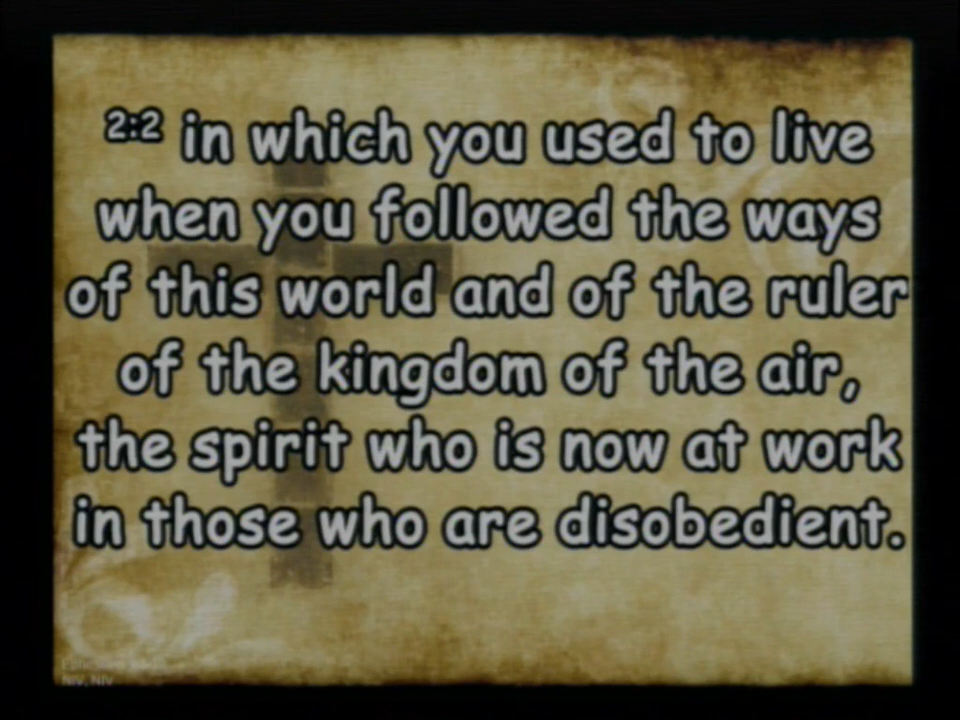 2:2 in which you used to live
when you followed the ways
of this world and of the ruler
of the kingdom of the air,
the spirit who is now at work
in those who are disobedient.
NIV, NIV